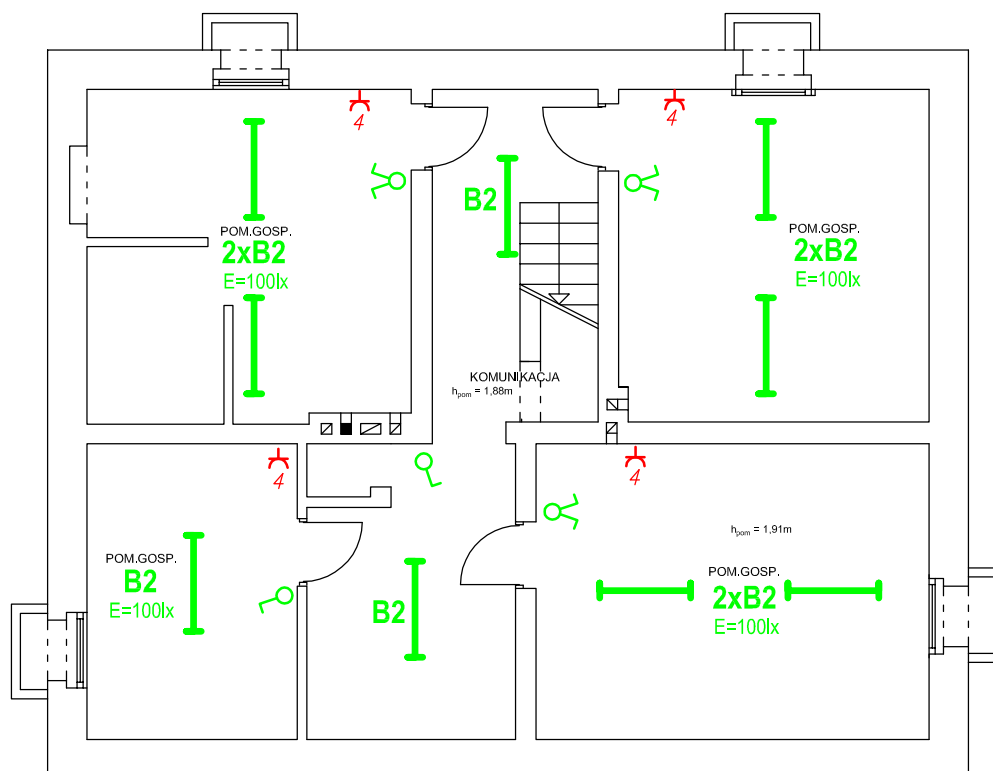 4
4
B2
POM.GOSP.
2xB2
E=100lx
POM.GOSP.
2xB2
E=100lx
KOMUNIKACJA
hpom = 1,88m
4
4
hpom = 1,91m
POM.GOSP.
B2
E=100lx
B2
POM.GOSP.
2xB2
E=100lx